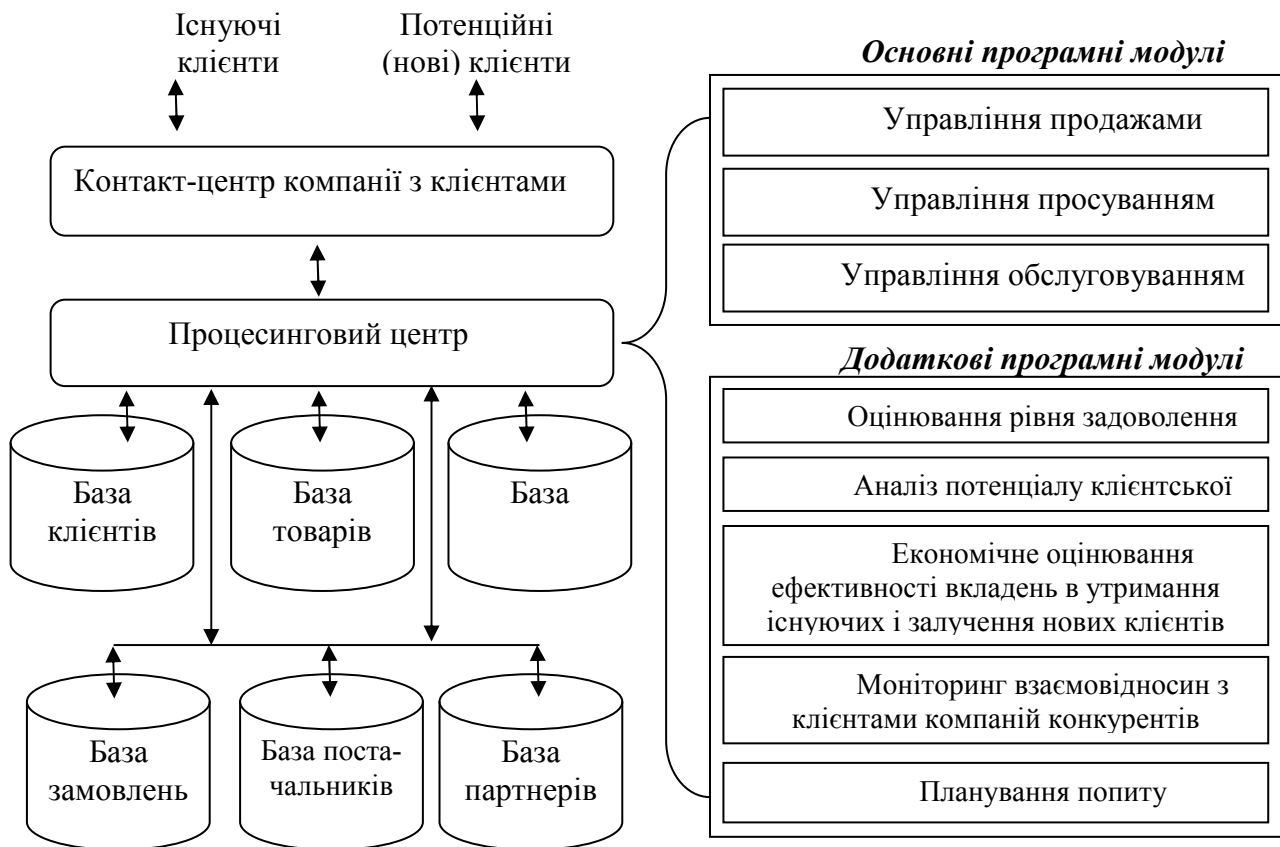 Існуючі
клієнти
Потенційні
(нові) клієнти
Контакт-центр компанії з клієнтами
Процесинговий центр
База
клієнтів
База
товарів
База
База
замовлень
База поста-
чальників
База
партнерів
Основні програмні модулі
Управління продажами
Управління просуванням
Управління обслуговуванням
Додаткові програмні модулі
Оцінювання рівня задоволення
Аналіз потенціалу клієнтської
Економічне оцінювання
ефективності вкладень в утримання
існуючих і залучення нових клієнтів
Моніторинг взаємовідносин з
клієнтами компаній конкурентів
Планування попиту